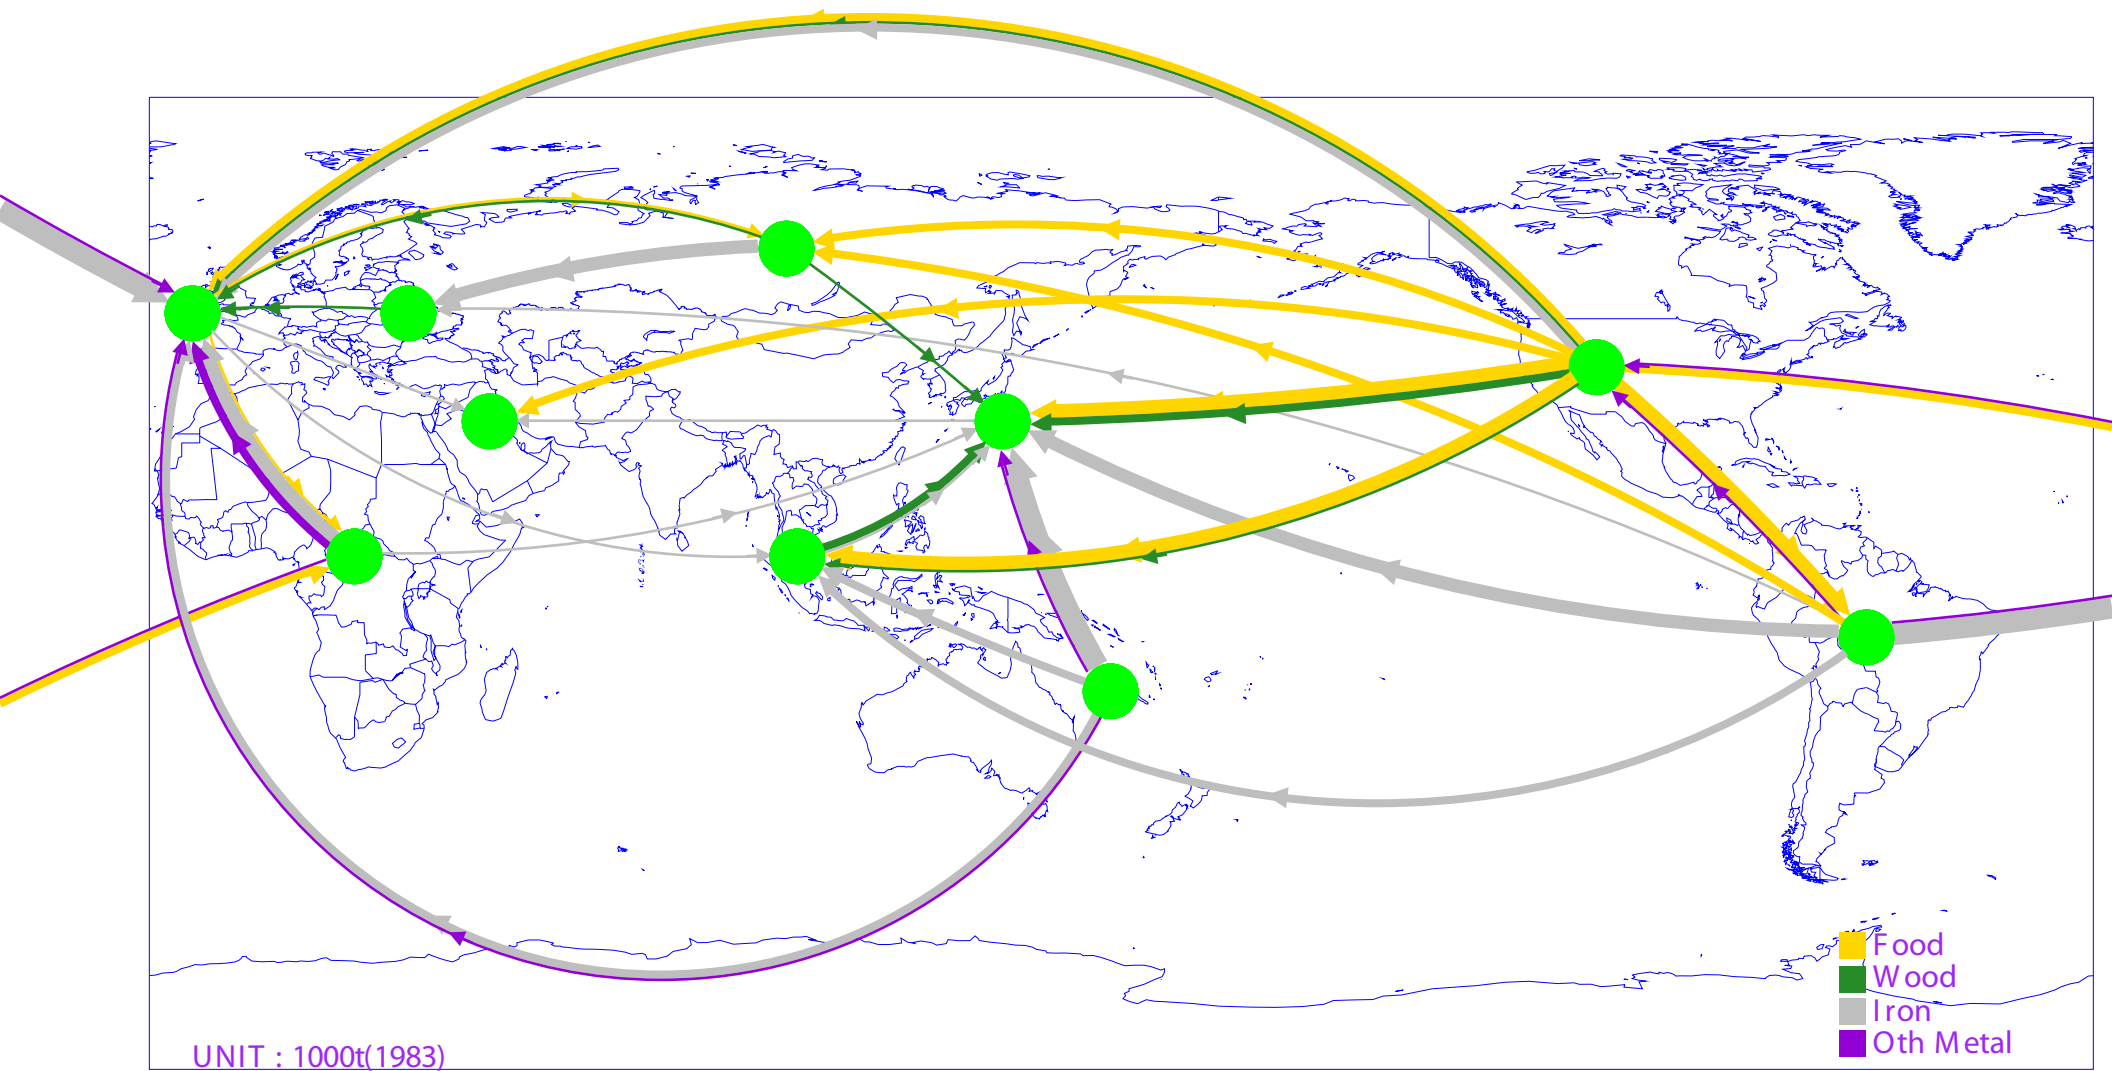 Food
Wood
Iron
Oth Metal
UNIT : 1000t(1983)